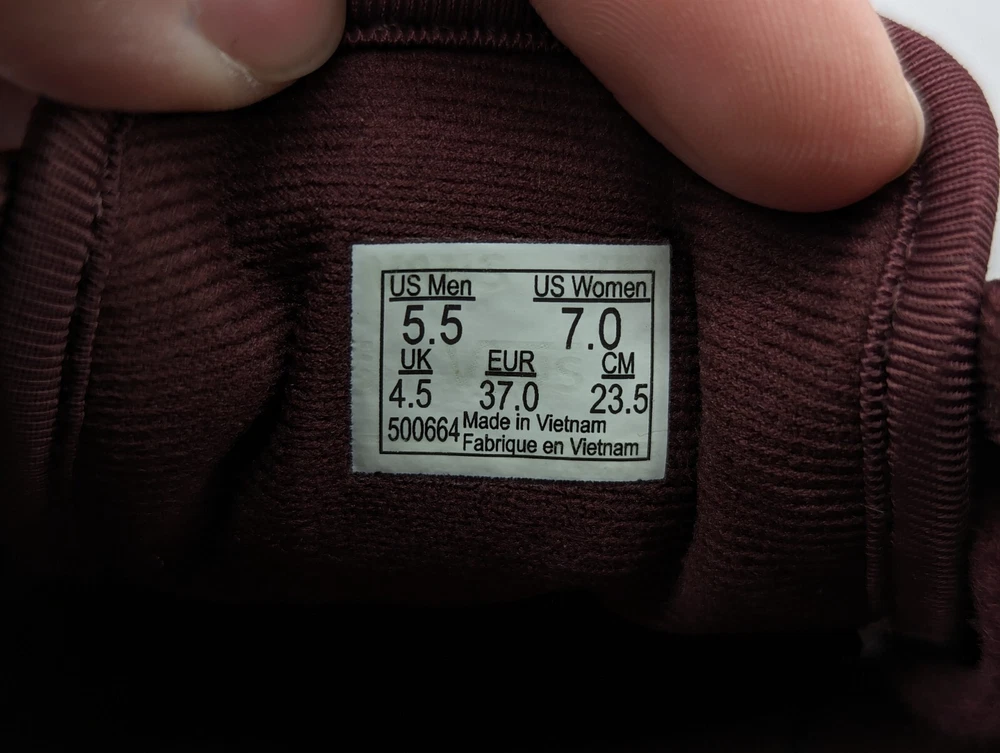 US Men US Women
5.5 7.0
UK EUR CM
4.5 37.0 23.5
500664 Made in Vietnam
Fabrique en Vietnam